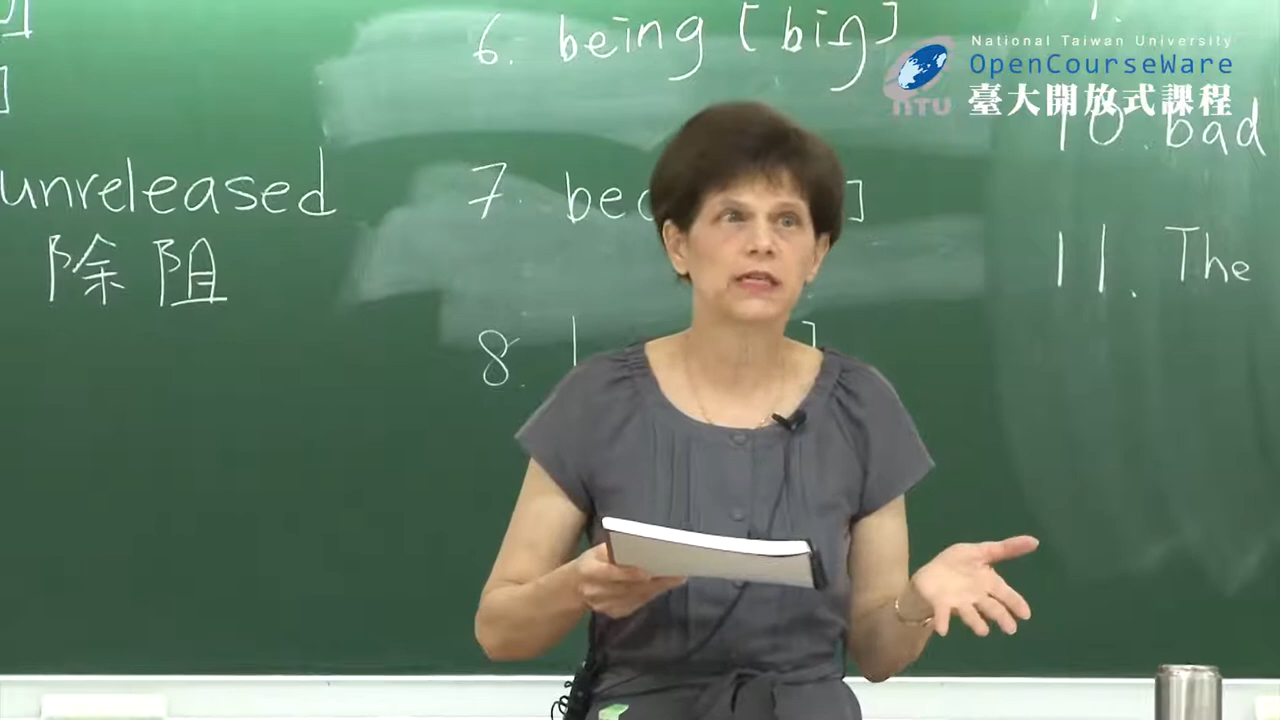 6. being [big]
National Taiwan University
OpenCourseWare
NTU
臺大開放式課程
10. bad
unreleased
除阻
7. bec
]
11. The
8.
]